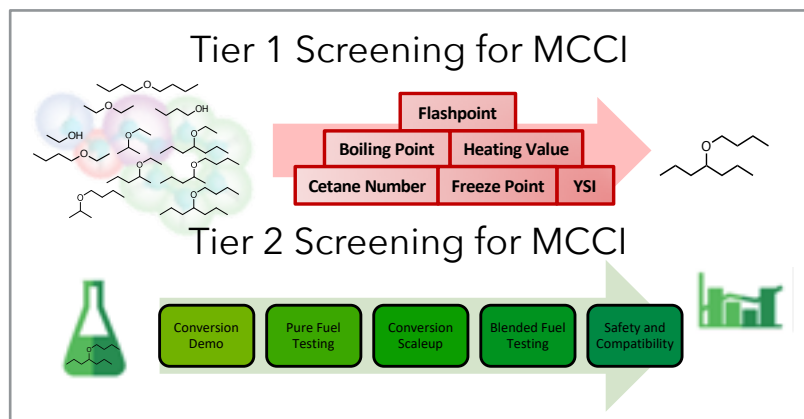 Tier 1 Screening for MCCI
O
O
OH
Flashpoint
OH
O
O
O
Boiling Point
Heating Value
O
O
O
O
Cetane Number
Freeze Point
YSI
O
O
Tier 2 Screening for MCCI
Conversion
Demo
Pure Fuel
Testing
Conversion
Scaleup
Blended Fuel
Testing
Safety and
Compatibility
O